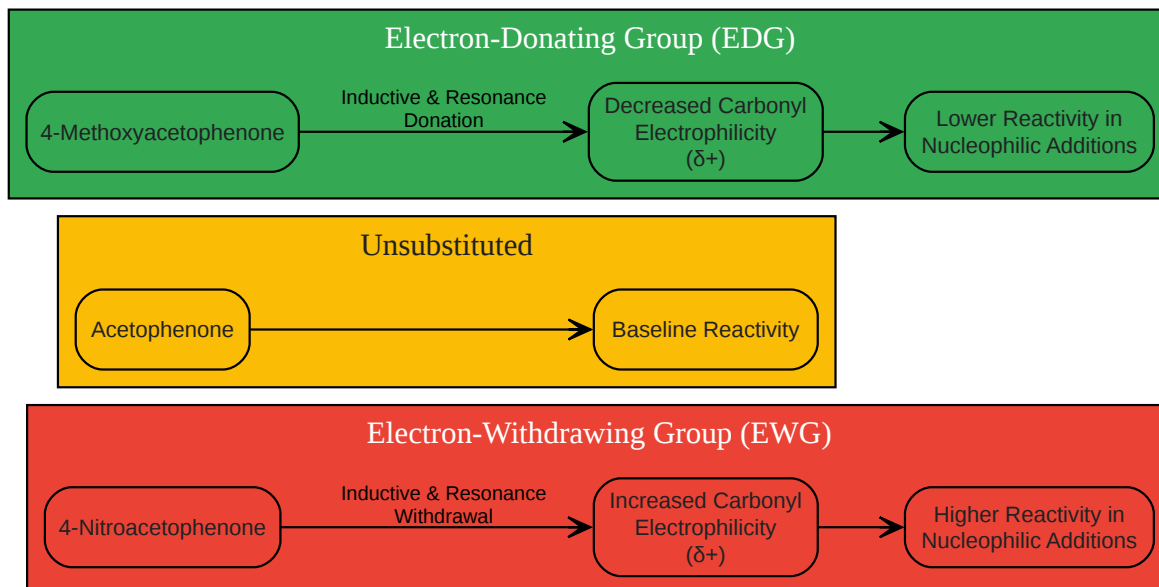 Electron-Donating Group (EDG)
4-Methoxyacetophenone
Inductive & Resonance
Donation
Decreased Carbonyl
Electrophilicity
(δ+)
Lower Reactivity in
Nucleophilic Additions
Unsubstituted
Acetophenone
Baseline Reactivity
Electron-Withdrawing Group (EWG)
4-Nitroacetophenone
Inductive & Resonance
Withdrawal
Increased Carbonyl
Electrophilicity
(δ+)
Higher Reactivity in
Nucleophilic Additions